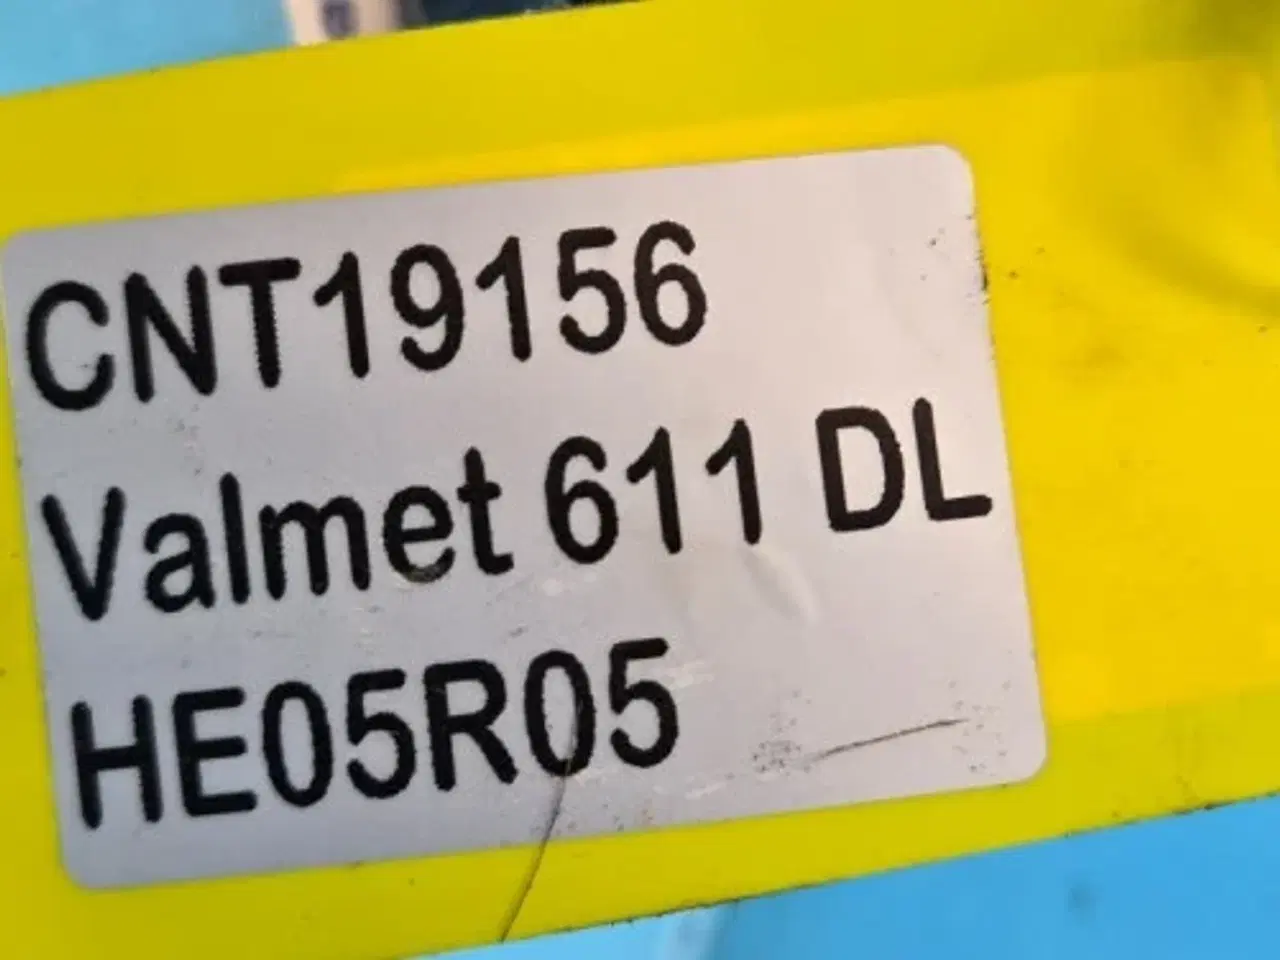 CNT19156
Valmet 611 DL
HE05R05